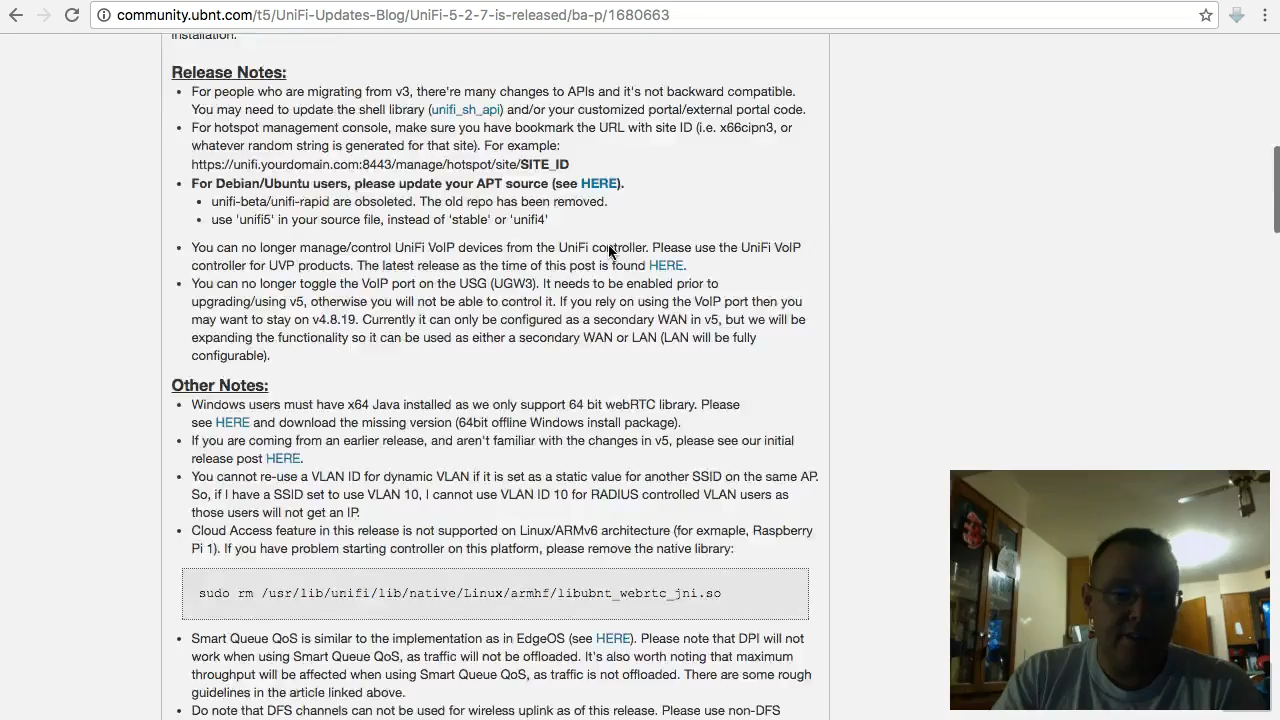 community.ubnt.com/t5/UniFi-Updates-Blog/UniFi-5-2-7-is-released/ba-p/1680663
installation.
Release Notes:
For people who are migrating from v3, there're many changes to APIs and it's not backward compatible.
You may need to update the shell library (unifi_sh_api) and/or your customized portal/external portal code.
For hotspot management console, make sure you have bookmark the URL with site ID (i.e. x66cipn3, or
whatever random string is generated for that site). For example:
https://unifi.yourdomain.com:8443/manage/hotspot/site/SITE_ID
For Debian/Ubuntu users, please update your APT source (see HERE).
unifi-beta/unifi-rapid are obsoleted. The old repo has been removed.
use 'unifi5' in your source file, instead of 'stable' or 'unifi4'
You can no longer manage/control UniFi VoIP devices from the UniFi controller. Please use the UniFi VoIP
controller for UVP products. The latest release as the time of this post is found HERE.
You can no longer toggle the VoIP port on the USG (UGW3). It needs to be enabled prior to
upgrading/using v5, otherwise you will not be able to control it. If you rely on using the VoIP port then you
may want to stay on v4.8.19. Currently it can only be configured as a secondary WAN in v5, but we will be
expanding the functionality so it can be used as either a secondary WAN or LAN (LAN will be fully
configurable).
Other Notes:
Windows users must have x64 Java installed as we only support 64 bit webRTC library. Please
see HERE and download the missing version (64bit offline Windows install package).
If you are coming from an earlier release, and aren't familiar with the changes in v5, please see our initial
release post HERE.
You cannot re-use a VLAN ID for dynamic VLAN if it is set as a static value for another SSID on the same AP.
So, if I have a SSID set to use VLAN 10, I cannot use VLAN ID 10 for RADIUS controlled VLAN users as
those users will not get an IP.
Cloud Access feature in this release is not supported on Linux/ARMv6 architecture (for exmaple, Raspberry
Pi 1). If you have problem starting controller on this platform, please remove the native library:
sudo rm /usr/lib/unifi/lib/native/Linux/armhf/libubnt_webrtc_jni.so
Smart Queue QoS is similar to the implementation as in EdgeOS (see HERE). Please note that DPI will not
work when using Smart Queue QoS, as traffic will not be offloaded. It's also worth noting that maximum
throughput will be affected when using Smart Queue QoS, as traffic is not offloaded. There are some rough
guidelines in the article linked above.
Do note that DFS channels can not be used for wireless uplink as of this release. Please use non-DFS